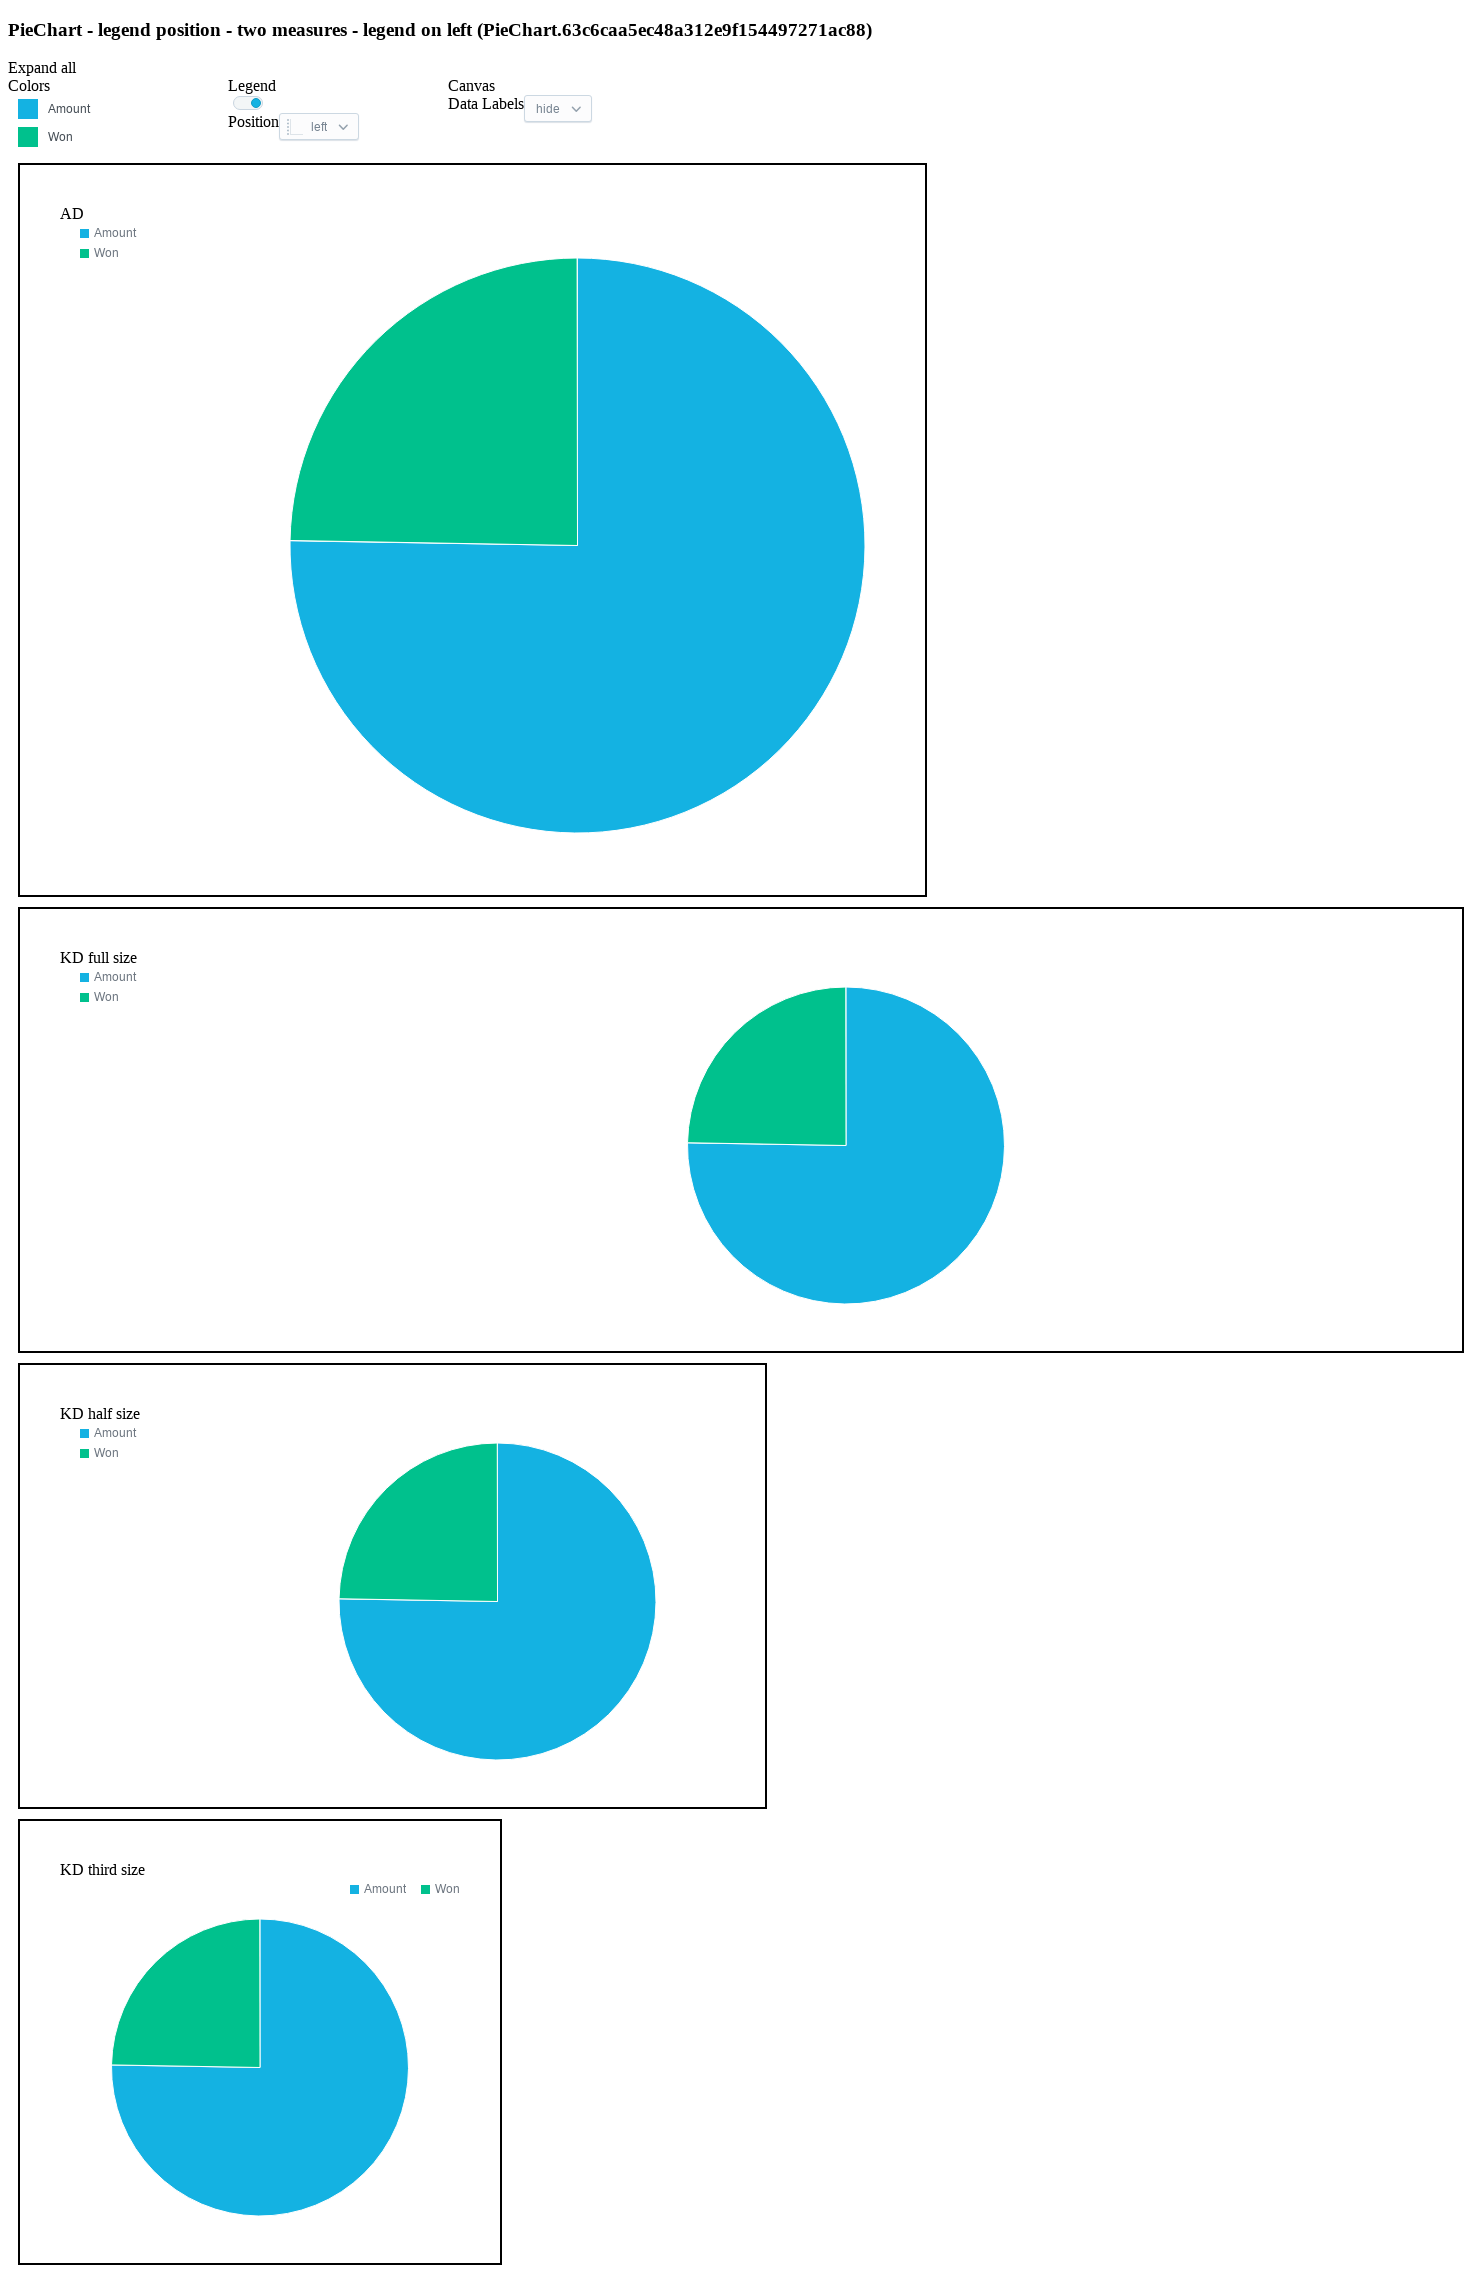 PieChart - legend position - two measures - legend on left (PieChart.63c6caa5ec48a312e9f154497271ac88)
Expand all
Colors
Amount
Won
Legend
Position left
Canvas
Data Labels hide
AD
Amount
Won
KD full size
Amount
Won
KD half size
Amount
Won
KD third size
Amount Won